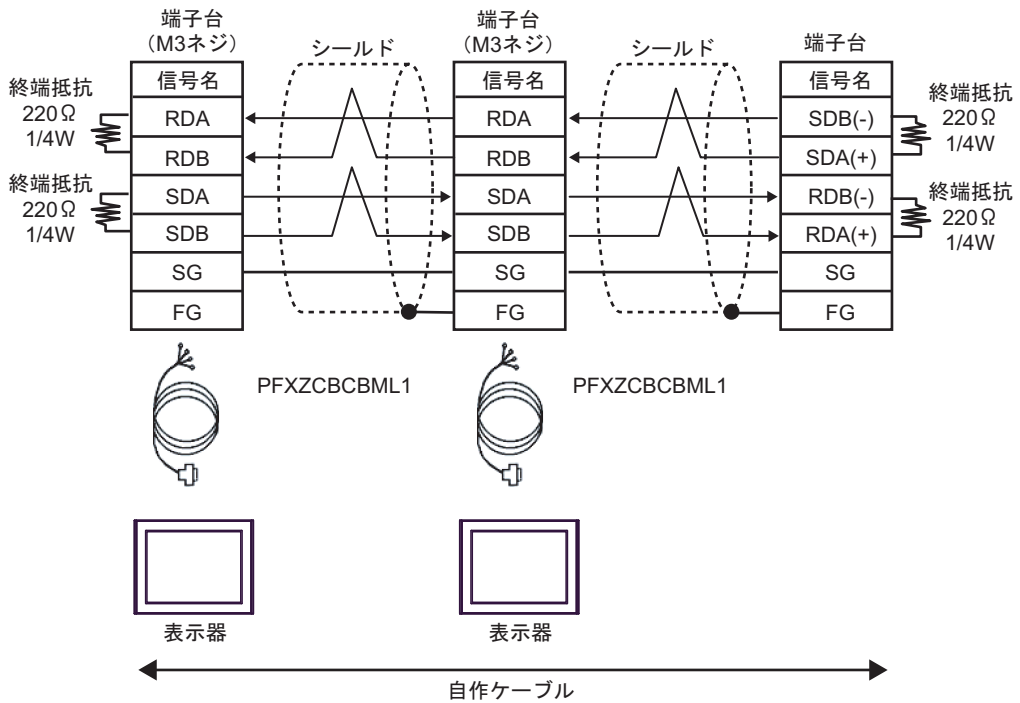 端子台
(M3ネジ)
シールド
端子台
(M3ネジ)
シールド
端子台
終端抵抗
220Ω
1/4W
終端抵抗
220Ω
1/4W
信号名
RDA
RDB
SDA
SDB
SG
FG
信号名
RDA
RDB
SDA
SDB
SG
FG
信号名
SDB(-)
SDA(+)
RDB(-)
RDA(+)
SG
FG
終端抵抗
220Ω
1/4W
終端抵抗
220Ω
1/4W
PFXZCBCBML1
PFXZCBCBML1
表示器
表示器
自作ケーブル